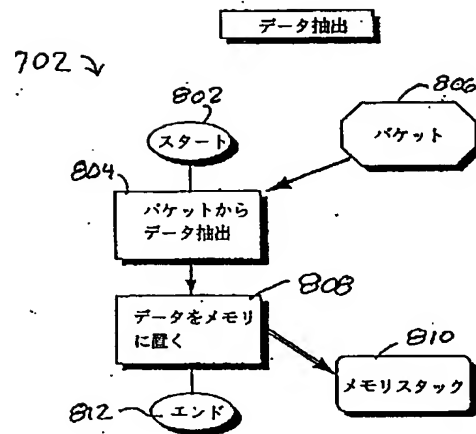 データ抽出
702
802
806
スタート
パケット
804
パケットから
データ抽出
808
データをメモリ
に置く
810
メモリスタック
812
エンド